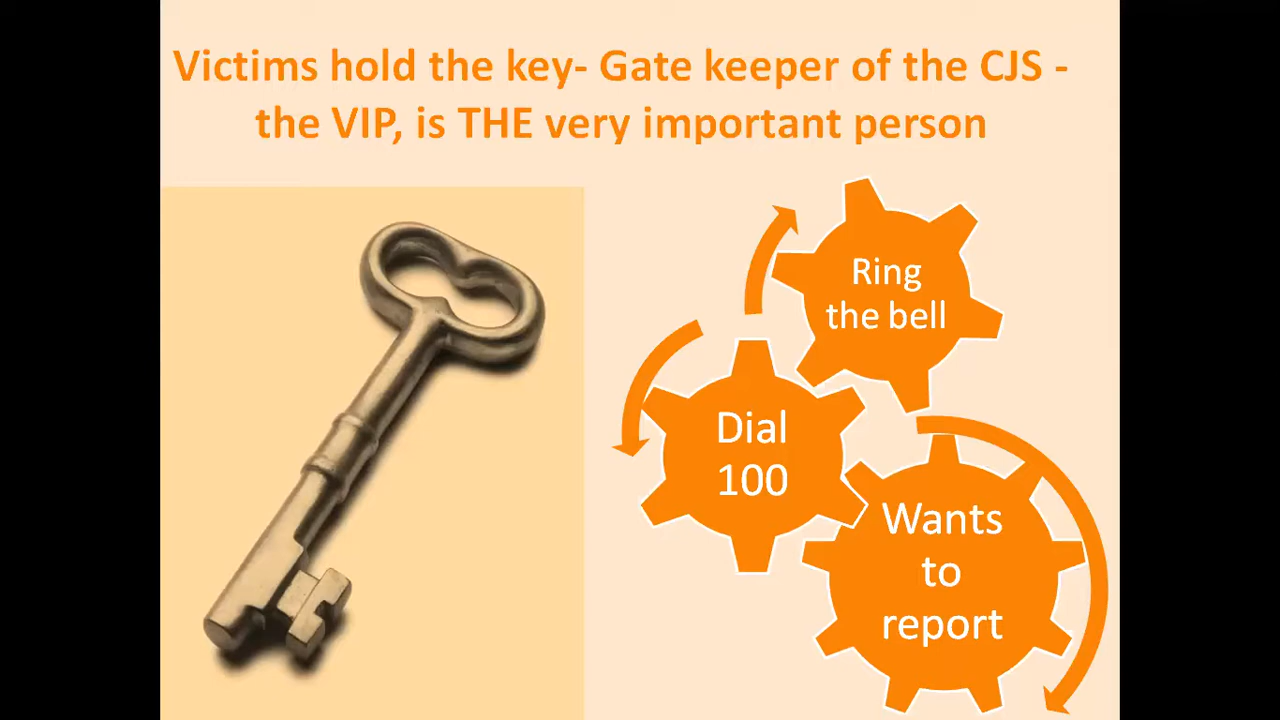 Victims hold the key- Gate keeper of the CJS -
the VIP, is THE very important person
Ring
the bell
Dial
100
Wants
to
report